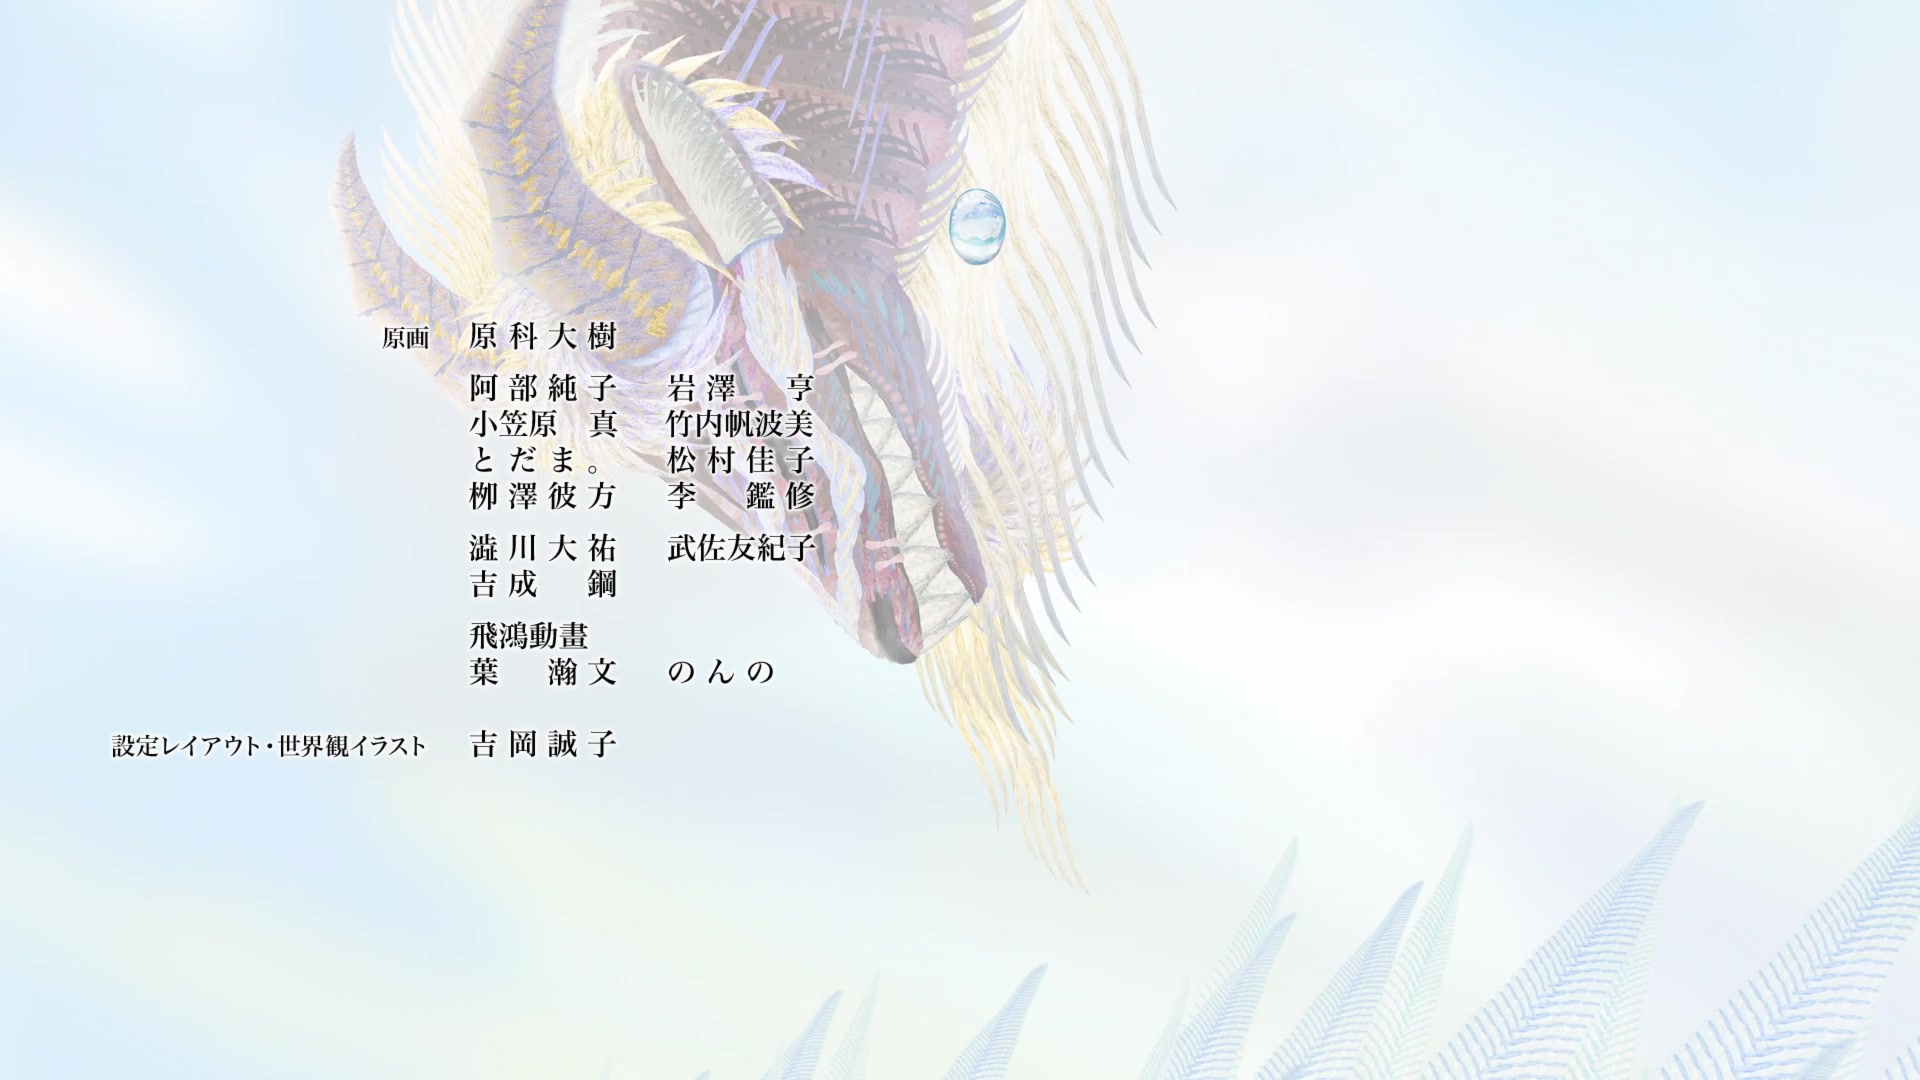 原画 原科大樹
阿部純子 岩澤 亨
小笠原 真 竹内帆波美
とだま。 松村佳子
栁澤彼方 李 鑑修
澁川大祐 武佐友紀子
吉成 鋼
飛鴻動畫
葉 瀚文 のんの
設定レイアウト・世界観イラスト 吉岡誠子